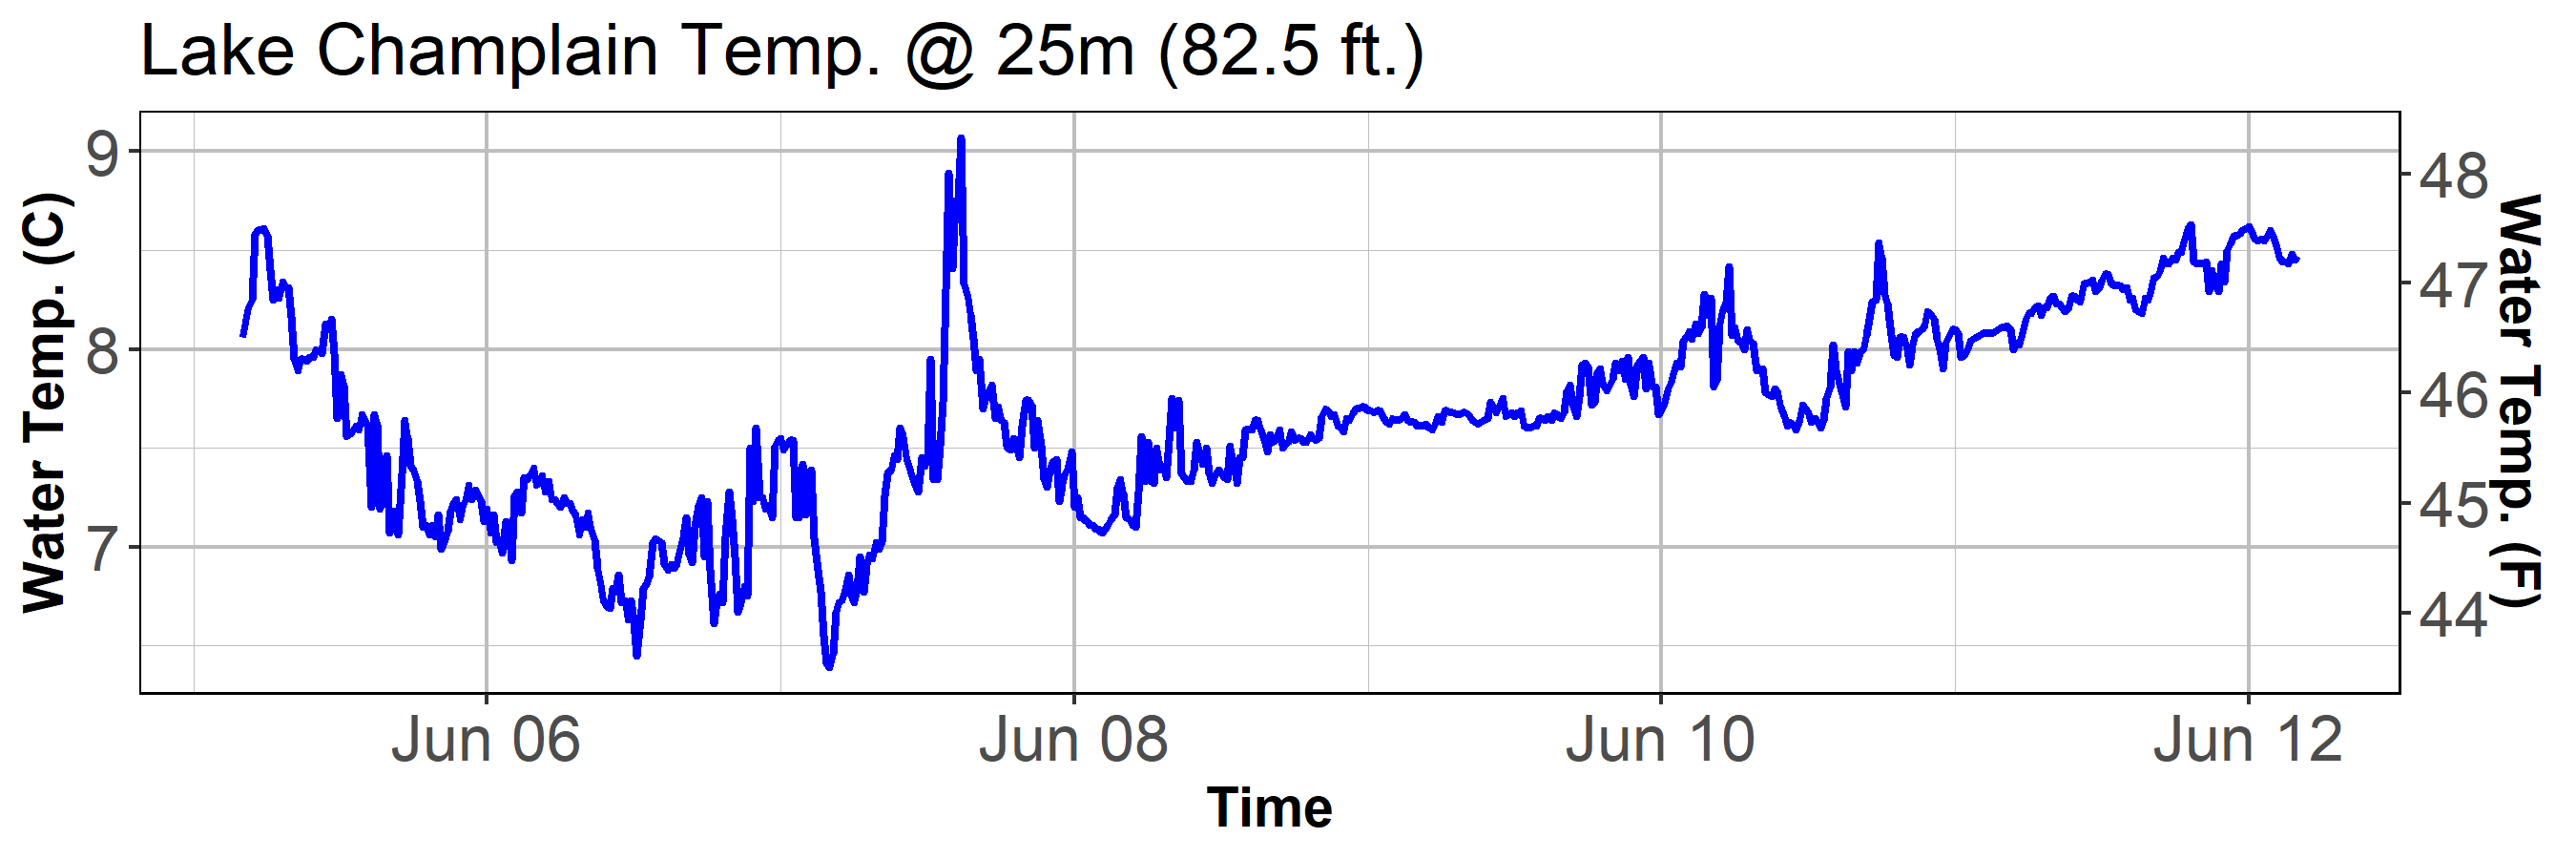 Lake Champlain Temp. @ 25m (82.5 ft.)
Water Temp. (C)
9
8
7
48
47
46
45
44
Water Temp. (F)
Jun 06 Jun 08 Jun 10 Jun 12
Time